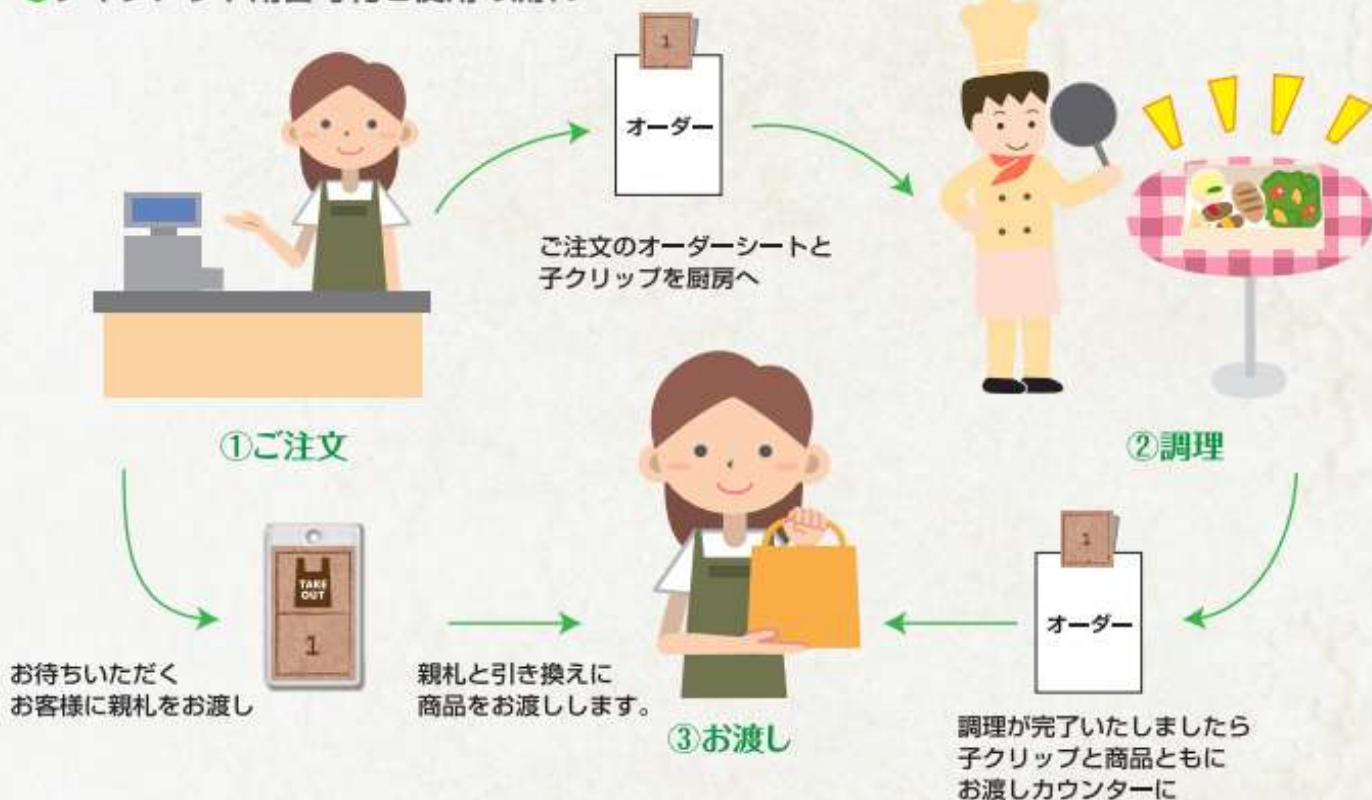 1
オーダー
ご注文のオーダーシートと
子クリップを厨房へ
①ご注文
②調理
TAKE
OUT
1
お待ちいただく
お客様に親札をお渡し
親札と引き換えに
商品をお渡しします。
③お渡し
1
オーダー
調理が完了いたしましたら
子クリップと商品ともに
お渡しカウンターに